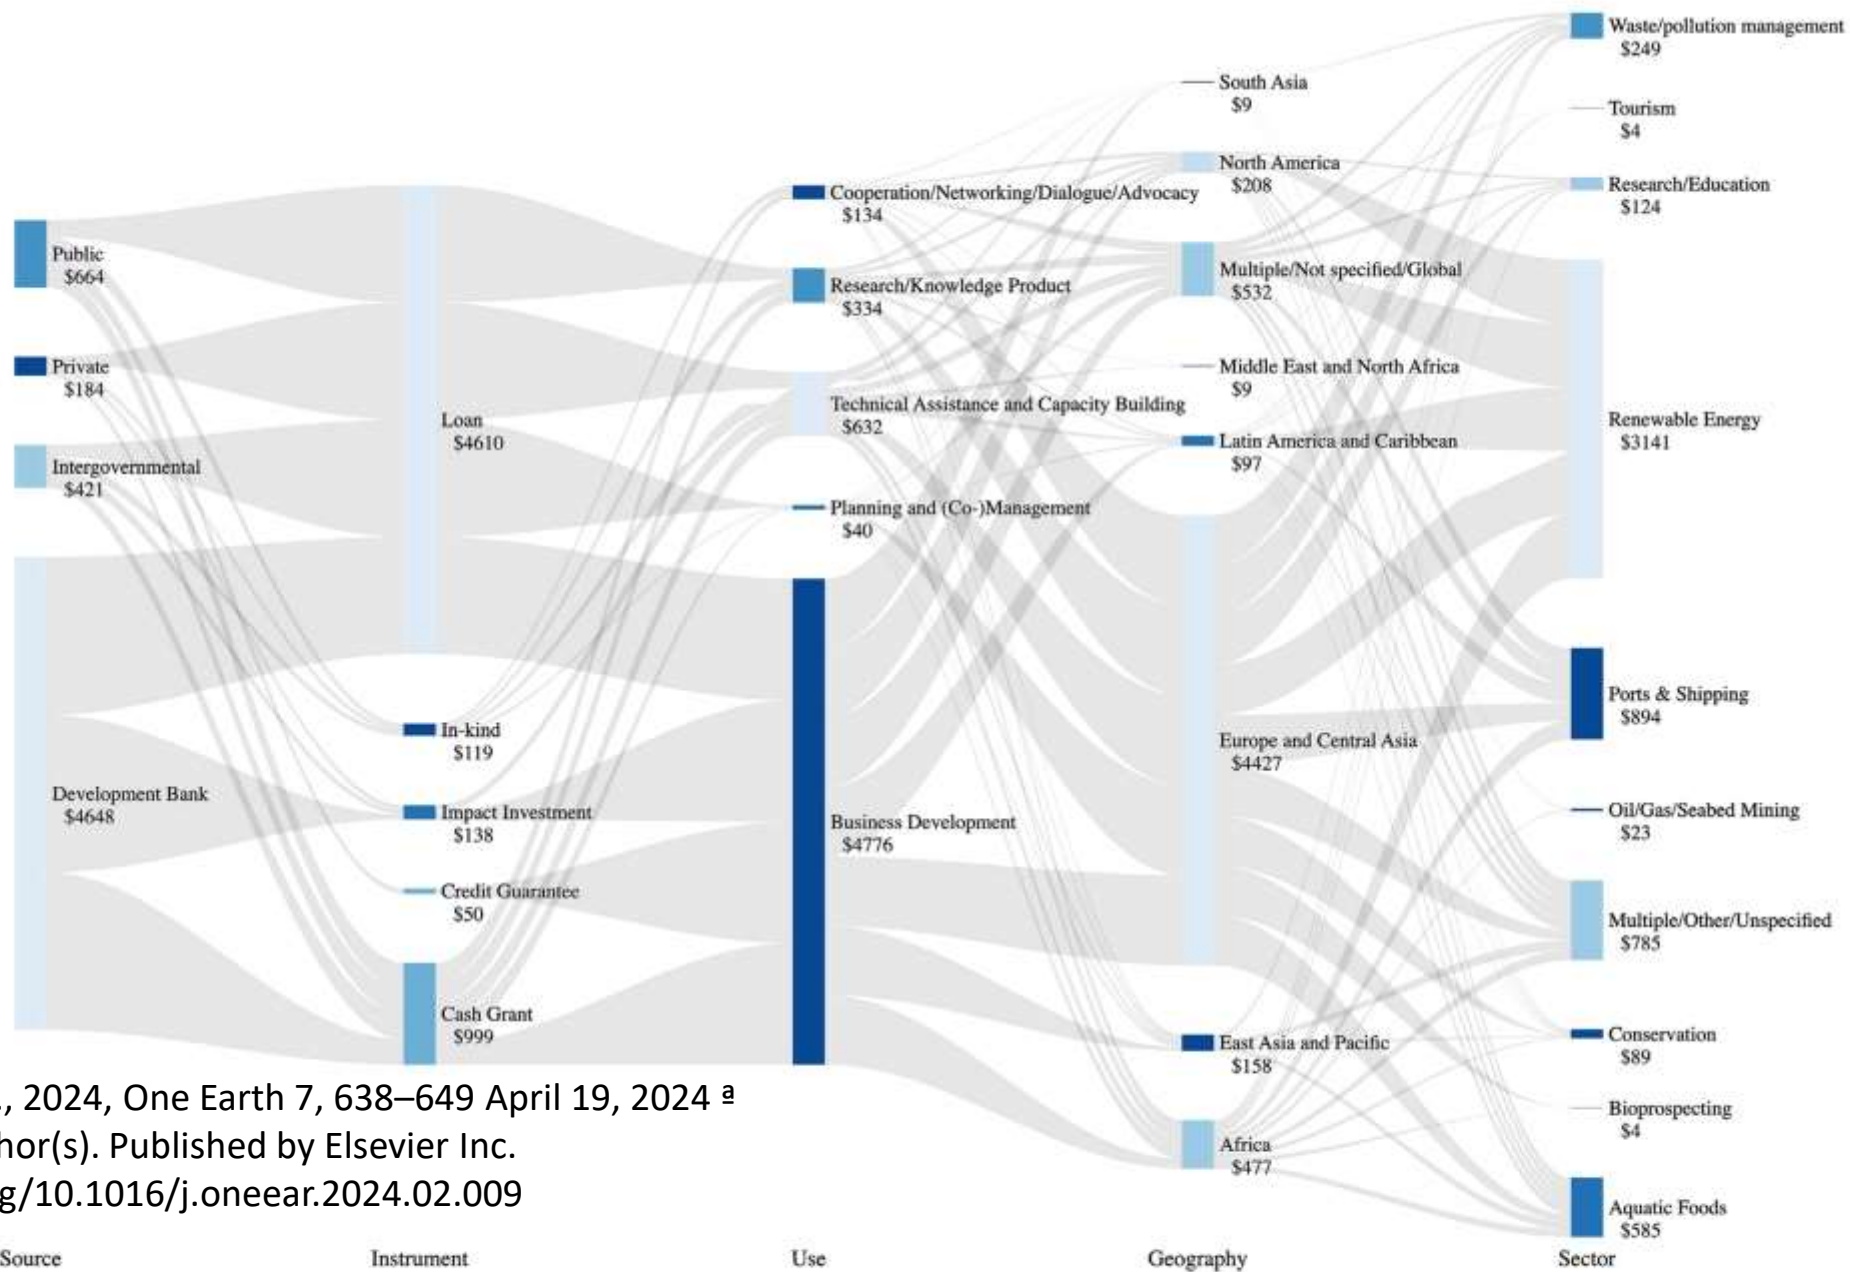 Public
$664
Private
$184
Intergovernmental
$421
Development Bank
$4648
Loan
$4610
In-kind
$119
Impact Investment
$138
Credit Guarantee
$50
Cash Grant
$999
Cooperation/Networking/Dialogue/Advocacy
$134
Research/Knowledge Product
$334
Technical Assistance and Capacity Building
$632
Planning and (Co-)Management
$40
Business Development
$4776
South Asia
$9
North America
$208
Multiple/Not specified/Global
$532
Middle East and North Africa
$9
Latin America and Caribbean
$97
Europe and Central Asia
$4427
East Asia and Pacific
$158
Africa
$477
Waste/pollution management
$249
Tourism
$4
Research/Education
$124
Renewable Energy
$3141
Ports & Shipping
$894
Oil/Gas/Seabed Mining
$23
Multiple/Other/Unspecified
$785
Conservation
$89
Bioprospecting
$4
Aquatic Foods
$585
., 2024, One Earth 7, 638–649 April 19, 2024 ª
hor(s). Published by Elsevier Inc.
g/10.1016/j.oneear.2024.02.009
Source Instrument Use Geography Sector